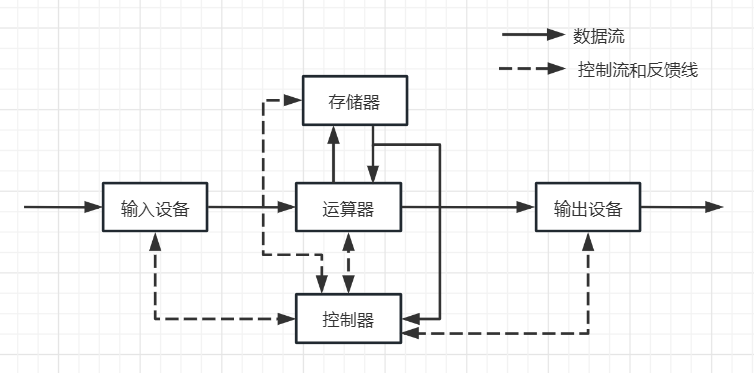 数据流
控制流和反馈线
存储器
输入设备
运算器
输出设备
控制器